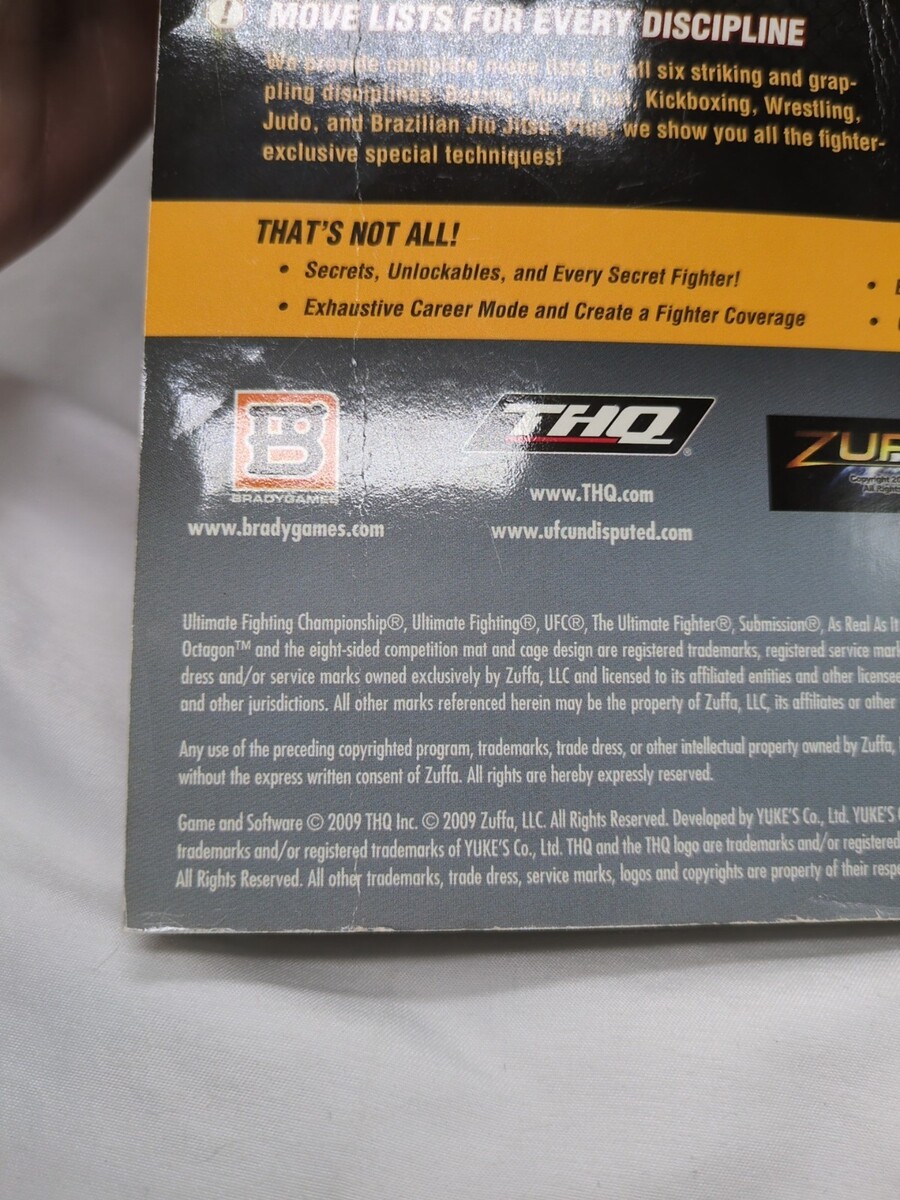 MOVE LISTS FOR EVERY DISCIPLINE
We provide complete move lists for all six striking and grap-
pling disciplines: Boxing, Muay Thai, Kickboxing, Wrestling,
Judo, and Brazilian Jiu Jitsu. Plus, we show you all the fighter-
exclusive special techniques!
THAT'S NOT ALL!
• Secrets, Unlockables, and Every Secret Fighter!
• Exhaustive Career Mode and Create a Fighter Coverage
BRADYGAMES
www.bradygames.com
THQ
www.THQ.com
www.ufcundisputed.com
Ultimate Fighting Championship®, Ultimate Fighting®, UFC®, The Ultimate Fighter®, Submission®, As Real As It
Octagon™ and the eight-sided competition mat and cage design are registered trademarks, registered service mar
dress and/or service marks owned exclusively by Zuffa, LLC and licensed to its affiliated entities and other license
and other jurisdictions. All other marks referenced herein may be the property of Zuffa, LLC, its affiliates or other
Any use of the preceding copyrighted program, trademarks, trade dress, or other intellectual property owned by Zuffa,
without the express written consent of Zuffa. All rights are hereby expressly reserved.
Game and Software © 2009 THQ Inc. © 2009 Zuffa, LLC. All Rights Reserved. Developed by YUKE'S Co., Ltd. YUKE'S
trademarks and/or registered trademarks of YUKE'S Co., Ltd. THQ and the THQ logo are trademarks and/or registered
All Rights Reserved. All other trademarks, trade dress, service marks, logos and copyrights are property of their resp